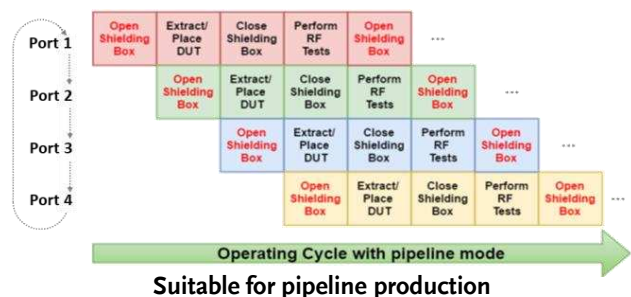 Port 1
Open Shielding Box
Extract/ Place DUT
Close Shielding Box
Perform RF Tests
Open Shielding Box
...
Port 2
Open Shielding Box
Extract/ Place DUT
Close Shielding Box
Perform RF Tests
Open Shielding Box
...
Port 3
Open Shielding Box
Extract/ Place DUT
Close Shielding Box
Perform RF Tests
Open Shielding Box
...
Port 4
Open Shielding Box
Extract/ Place DUT
Close Shielding Box
Perform RF Tests
Open Shielding Box
...
Operating Cycle with pipeline mode
Suitable for pipeline production